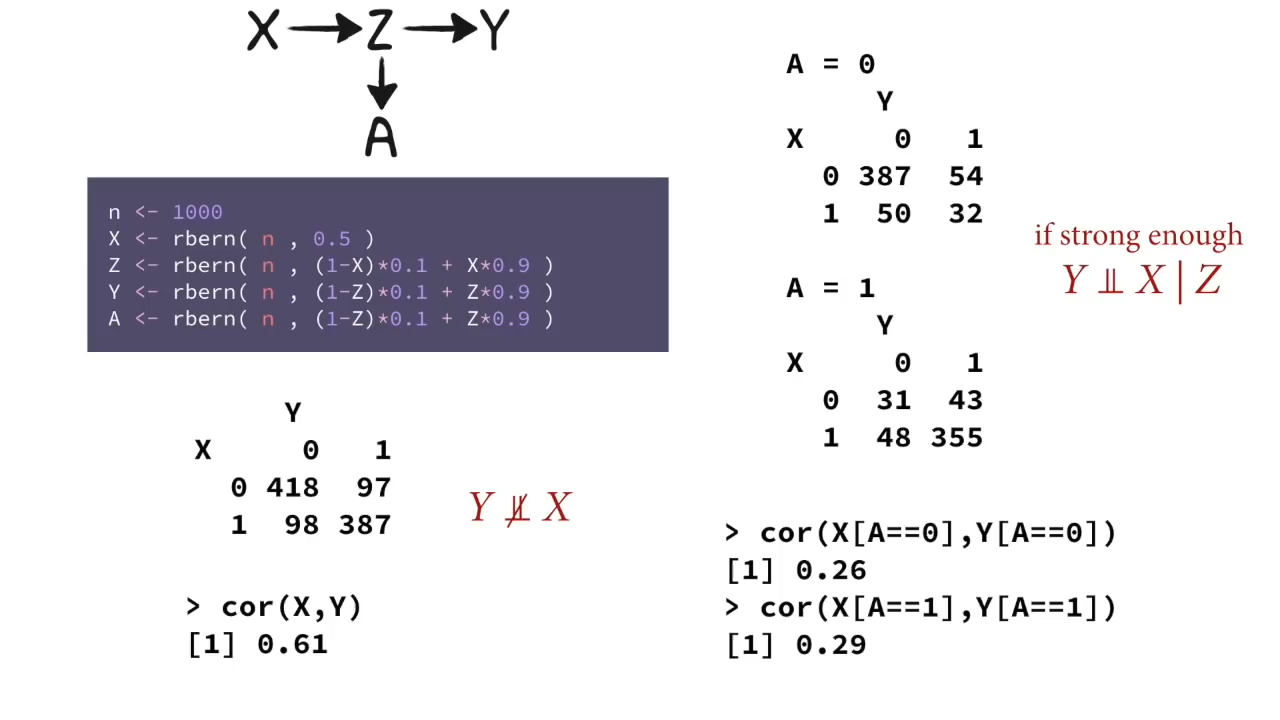 X → Z → Y
↓
A
n <- 1000
X <- rbern( n , 0.5 )
Z <- rbern( n , (1-X)*0.1 + X*0.9 )
Y <- rbern( n , (1-Z)*0.1 + Z*0.9 )
A <- rbern( n , (1-Z)*0.1 + Z*0.9 )
Y
X 0 1
0 418 97
1 98 387
Y ⫫̸ X
> cor(X,Y)
[1] 0.61
A = 0
Y
X 0 1
0 387 54
1 50 32
A = 1
Y
X 0 1
0 31 43
1 48 355
if strong enough
Y ⫫ X | Z
> cor(X[A==0],Y[A==0])
[1] 0.26
> cor(X[A==1],Y[A==1])
[1] 0.29